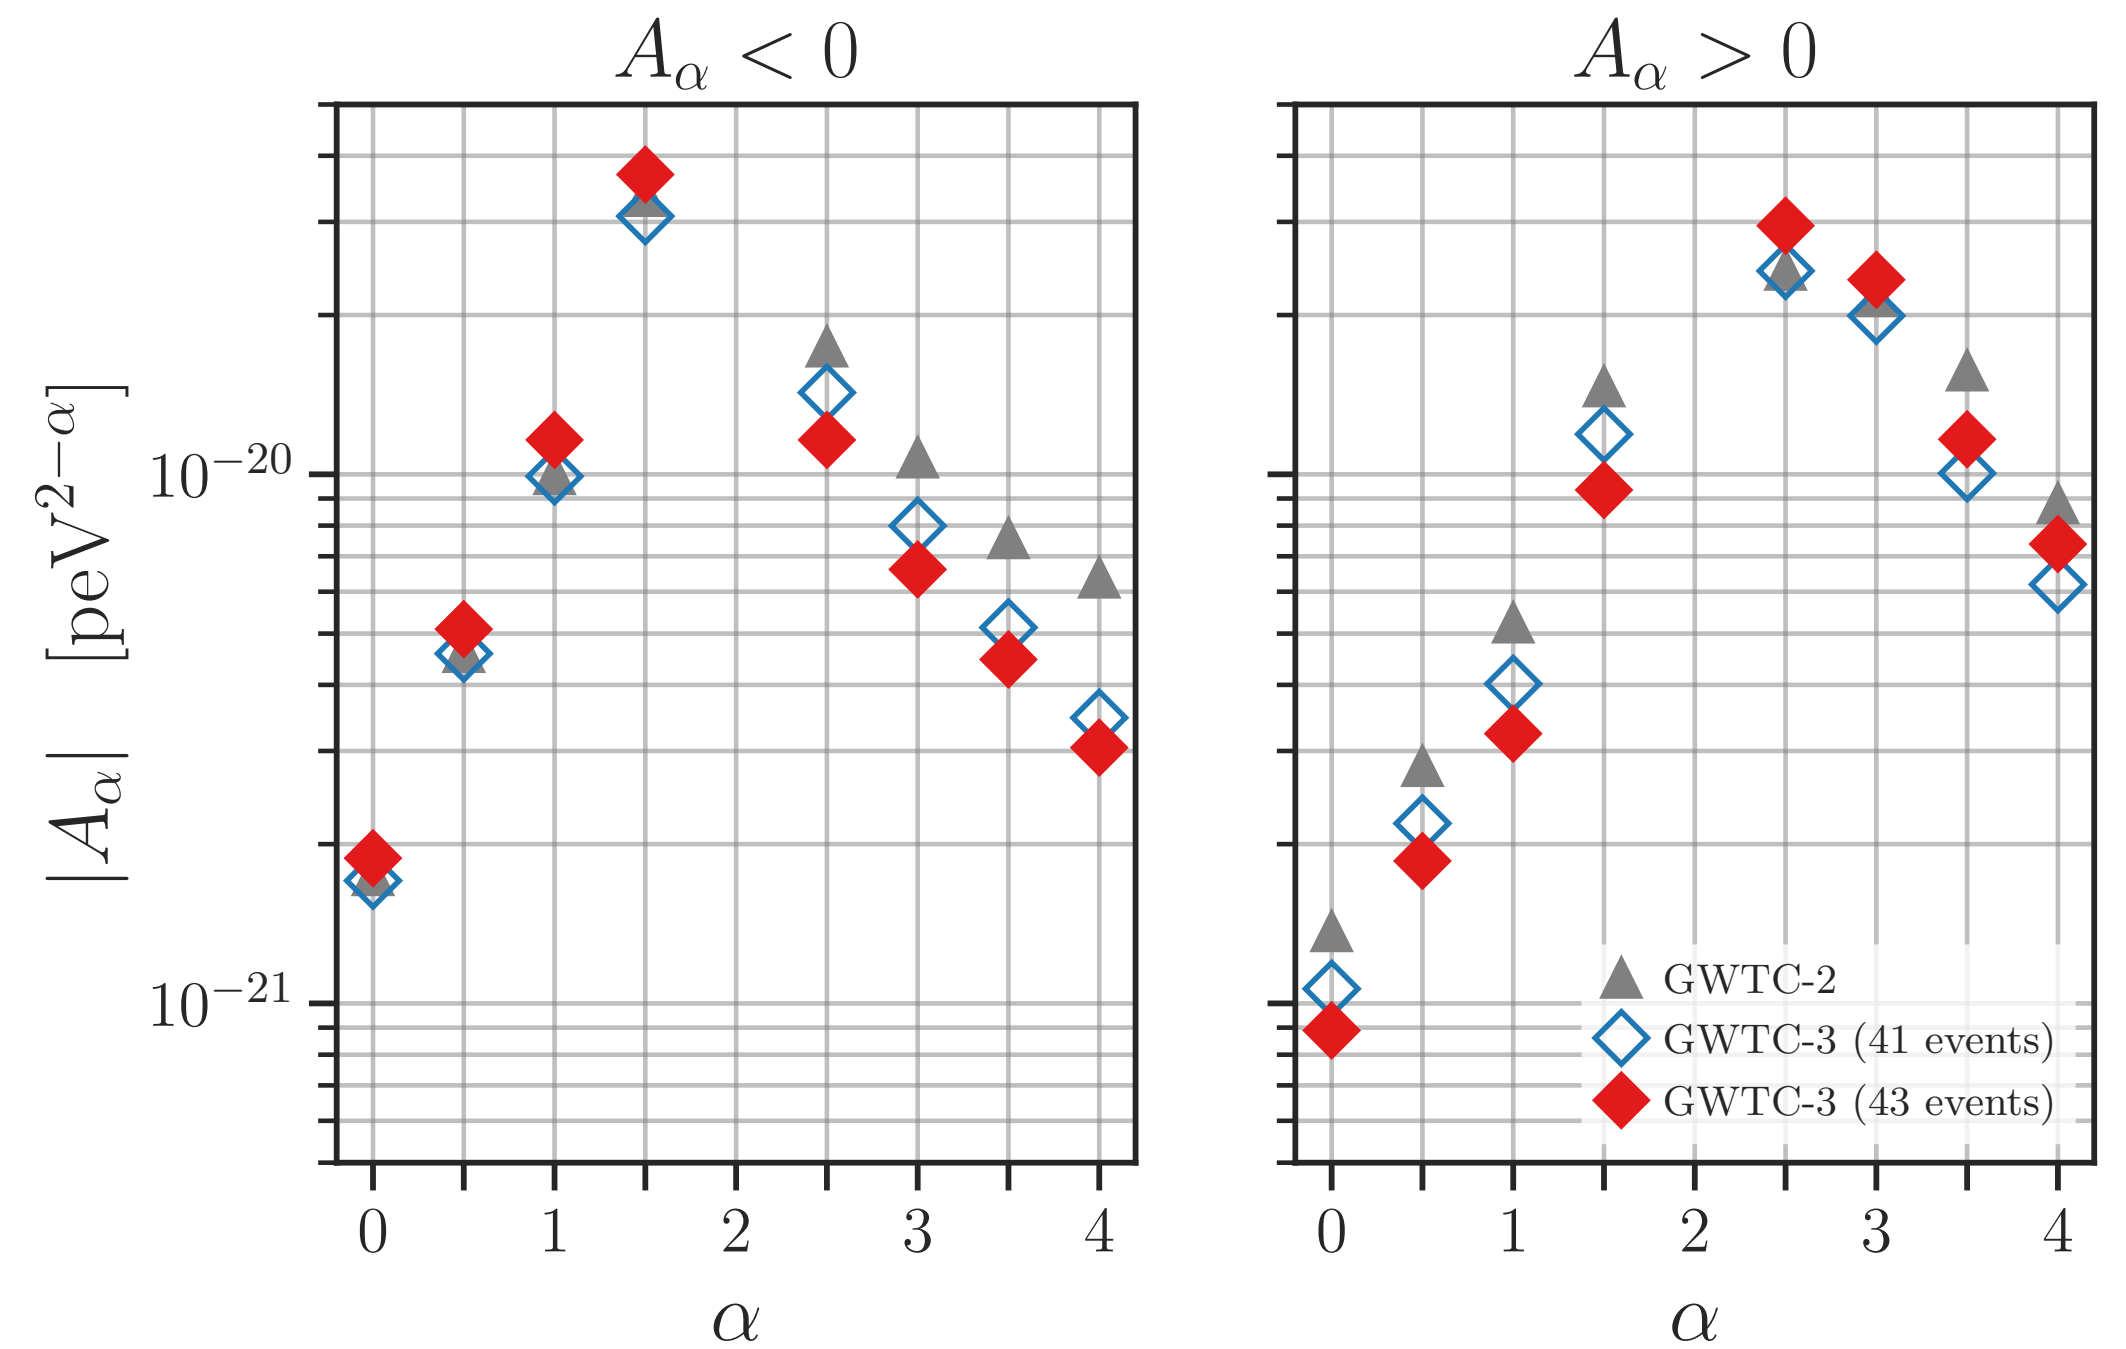 A_α < 0
A_α > 0
|A_α| [peV^{2−α}]
10^{−20}
10^{−21}
0 1 2 3 4
0 1 2 3 4
α
α
GWTC-2
GWTC-3 (41 events)
GWTC-3 (43 events)